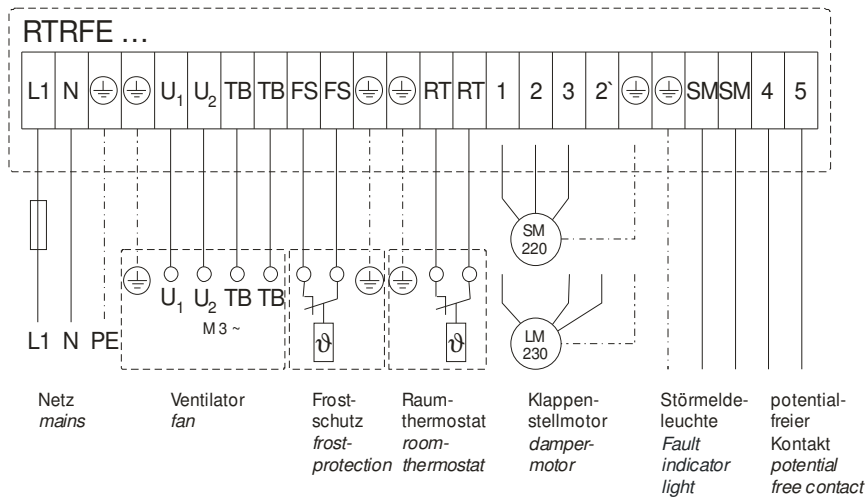 RTRFE ...
L1 N U1 U2 TB TB FS FS RT RT 1 2 3 2` SM SM 4 5
SM
220
U1 U2 TB TB
M 3 ~
ϑ ϑ
LM
230
L1 N PE
Netz
mains
Ventilator
fan
Frost-
schutz
frost-
protection
Raum-
thermostat
room-
thermostat
Klappen-
stellmotor
damper-
motor
Störmelde-
leuchte
Fault
indicator
light
potential-
freier
Kontakt
potential
free contact